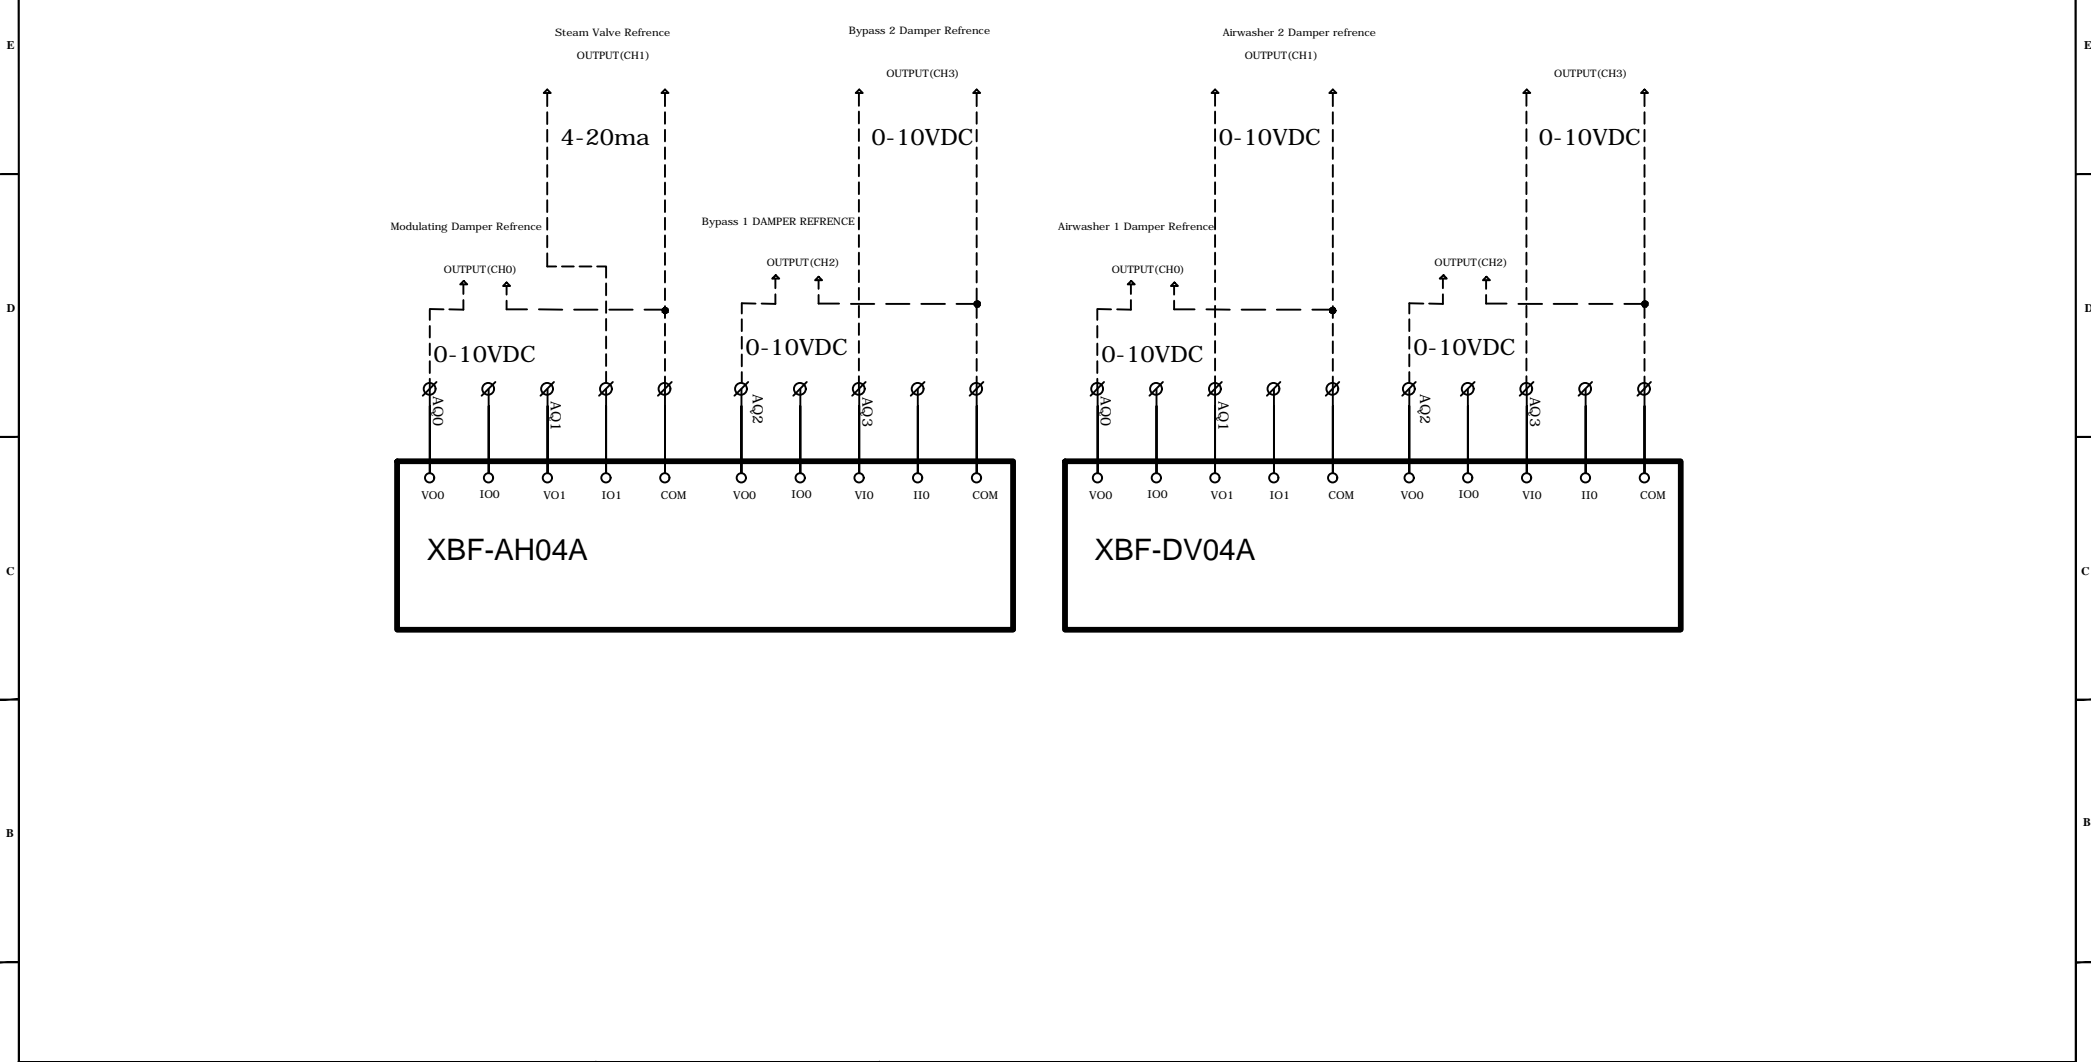 Steam Valve Refrence
Bypass 2 Damper Refrence
Airwasher 2 Damper refrence
E
E
OUTPUT(CH1)
OUTPUT(CH1)
OUTPUT(CH3)
OUTPUT(CH3)
4-20ma
0-10VDC
0-10VDC
0-10VDC
Modulating Damper Refrence
Bypass 1 DAMPER REFRENCE
Airwasher 1 Damper Refrence
OUTPUT(CH0)
OUTPUT(CH2)
OUTPUT(CH0)
OUTPUT(CH2)
D
D
0-10VDC
0-10VDC
0-10VDC
0-10VDC
AQ0
AQ1
AQ2
AQ3
AQ0
AQ1
AQ2
AQ3
VO0
IO0
VO1
IO1
COM
VO0
IO0
VI0
II0
COM
VO0
IO0
VO1
IO1
COM
VO0
IO0
VI0
II0
COM
XBF-AH04A
XBF-DV04A
C
C
B
B